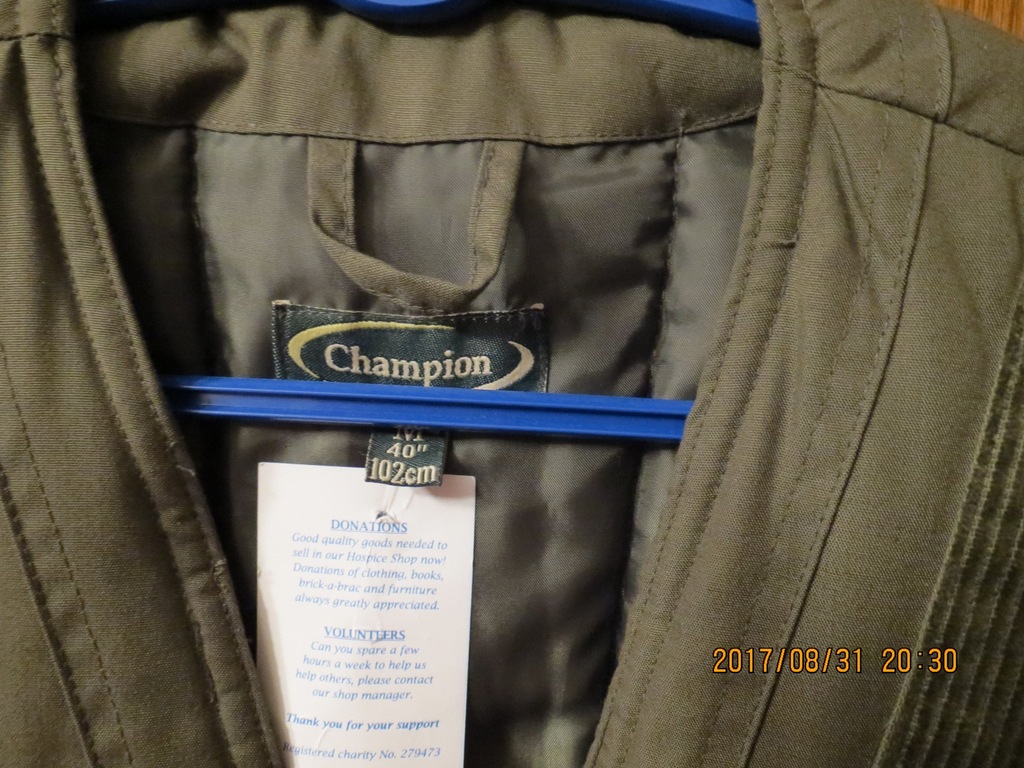 Champion
M
40"
102cm
DONATIONS
Good quality goods needed to
sell in our Hospice Shop now!
Donations of clothing, books,
brick-a-brac and furniture
always greatly appreciated.
VOLUNTEERS
Can you spare a few
hours a week to help us
help others, please contact
our shop manager.
Thank you for your support
Registered charity No. 279473
2017/08/31 20:30